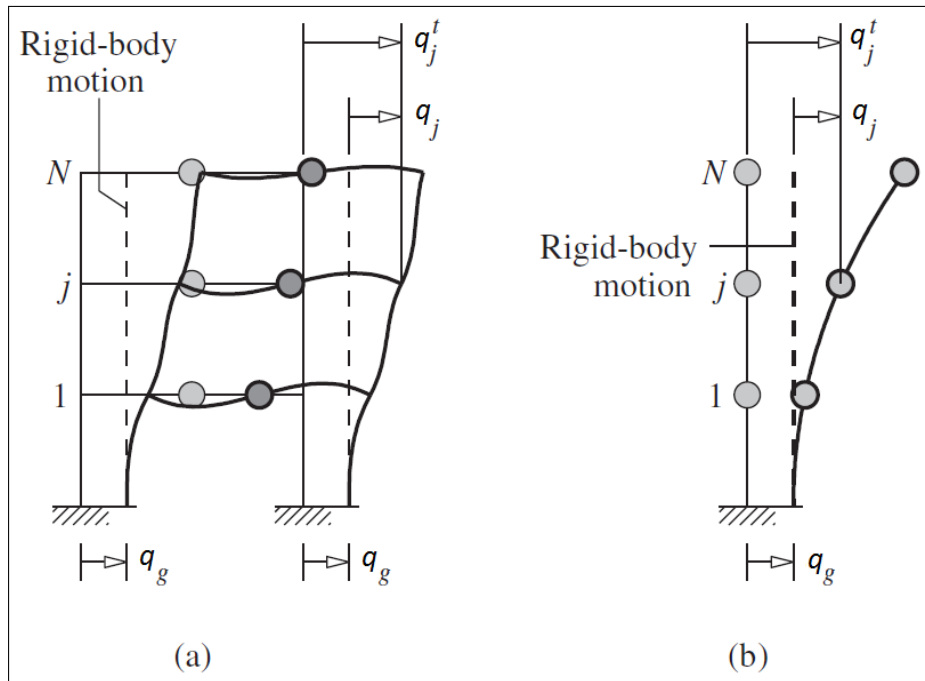 Rigid-body
motion
q_j^t
q_j
N
j
1
q_g
q_g
(a)
q_j^t
q_j
N
Rigid-body
motion
j
1
q_g
(b)